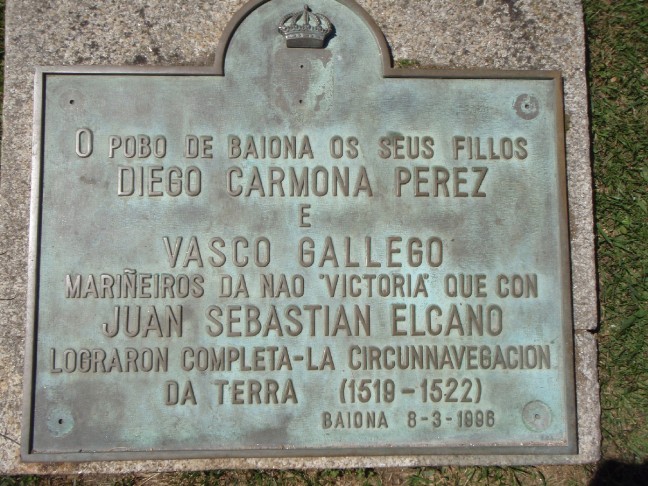 O POBO DE BAIONA OS SEUS FILLOS
DIEGO CARMONA PEREZ
E
VASCO GALLEGO
MARIÑEIROS DA NAO "VICTORIA" QUE CON
JUAN SEBASTIAN ELCANO
LOGRARON COMPLETA-LA CIRCUNNAVEGACION
DA TERRA (1519-1522)
BAIONA 8-3-1996